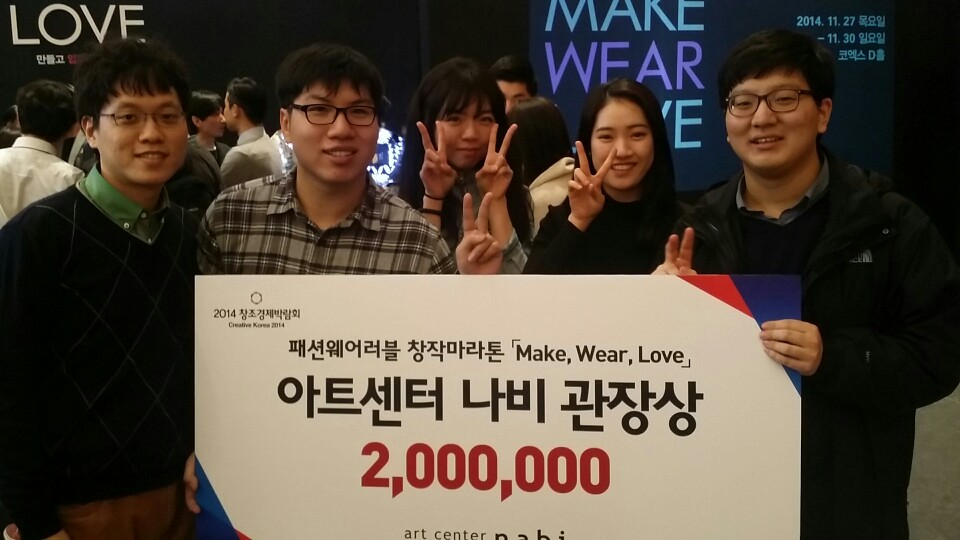 LOVE
만들고
MAKE
WEAR
2014. 11. 27 목요일
– 11. 30 일요일
코엑스 D홀
2014 창조경제박람회
Creative Korea 2014
패션웨어러블 창작마라톤 「Make, Wear, Love」
아트센터 나비 관장상
2,000,000
art center nabi